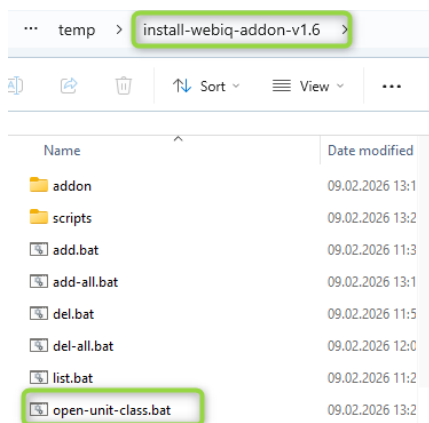 ... temp > install-webiq-addon-v1.6 >
Sort View ...
Name Date modified
addon 09.02.2026 13:1
scripts 09.02.2026 13:2
add.bat 09.02.2026 11:3
add-all.bat 09.02.2026 13:1
del.bat 09.02.2026 11:5
del-all.bat 09.02.2026 12:0
list.bat 09.02.2026 11:2
open-unit-class.bat 09.02.2026 13:2